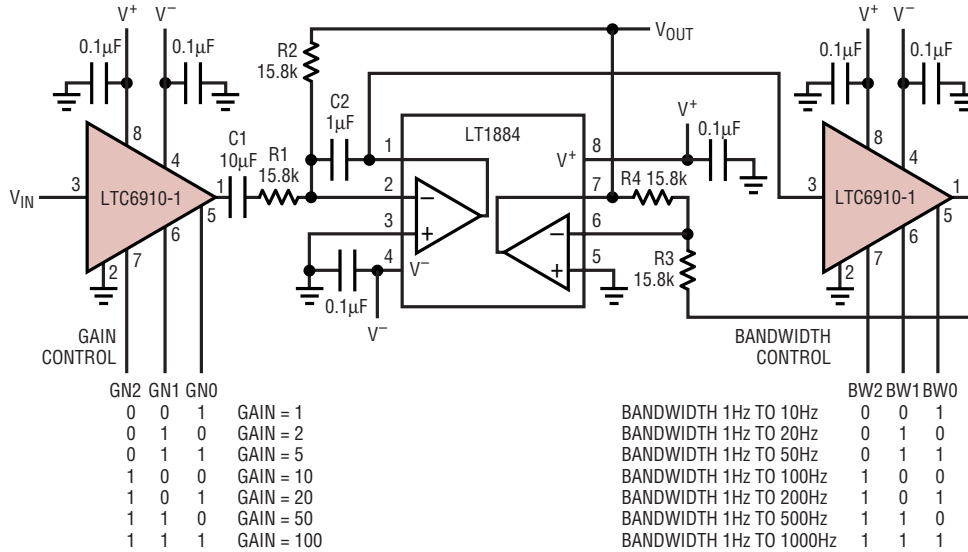 V+ V– V+ V–
0.1µF 0.1µF 0.1µF 0.1µF
R2
15.8k
VOUT
C2
1µF
LT1884
V+
0.1µF
C1
10µF
R1
15.8k
1 8
V+
2 7
R4 15.8k
3 6
4 5
V–
– +
– +
R3
15.8k
0.1µF
V–
VIN
3 LTC6910-1 1
8 4 5 6 7 2
3 LTC6910-1 1
8 4 5 6 7 2
GAIN
CONTROL
BANDWIDTH
CONTROL
GN2 GN1 GN0 BW2 BW1 BW0
0 0 1 GAIN = 1 BANDWIDTH 1Hz TO 10Hz 0 0 1
0 1 0 GAIN = 2 BANDWIDTH 1Hz TO 20Hz 0 1 0
0 1 1 GAIN = 5 BANDWIDTH 1Hz TO 50Hz 0 1 1
1 0 0 GAIN = 10 BANDWIDTH 1Hz TO 100Hz 1 0 0
1 0 1 GAIN = 20 BANDWIDTH 1Hz TO 200Hz 1 0 1
1 1 0 GAIN = 50 BANDWIDTH 1Hz TO 500Hz 1 1 0
1 1 1 GAIN = 100 BANDWIDTH 1Hz TO 1000Hz 1 1 1